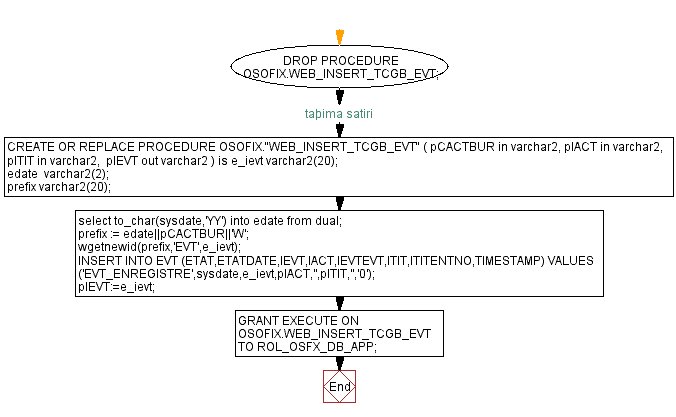 DROP PROCEDURE
OSOFIX.WEB_INSERT_TCGB_EVT;
taþima satiri
CREATE OR REPLACE PROCEDURE OSOFIX."WEB_INSERT_TCGB_EVT" ( pCACTBUR in varchar2, pIACT in varchar2,
pITIT in varchar2, pIEVT out varchar2 ) is e_ievt varchar2(20);
edate varchar2(2);
prefix varchar2(20);
select to_char(sysdate,'YY') into edate from dual;
prefix := edate||pCACTBUR||'W';
wgetnewid(prefix,'EVT',e_ievt);
INSERT INTO EVT (ETAT,ETATDATE,IEVT,IACT,IEVTEVT,ITIT,ITITENTNO,TIMESTAMP) VALUES
('EVT_ENREGISTRE',sysdate,e_evt,pIACT,'',pITIT,'','0');
pIEVT:=e_ievt;
GRANT EXECUTE ON
OSOFIX.WEB_INSERT_TCGB_EVT
TO ROL_OSFX_DB_APP;
End